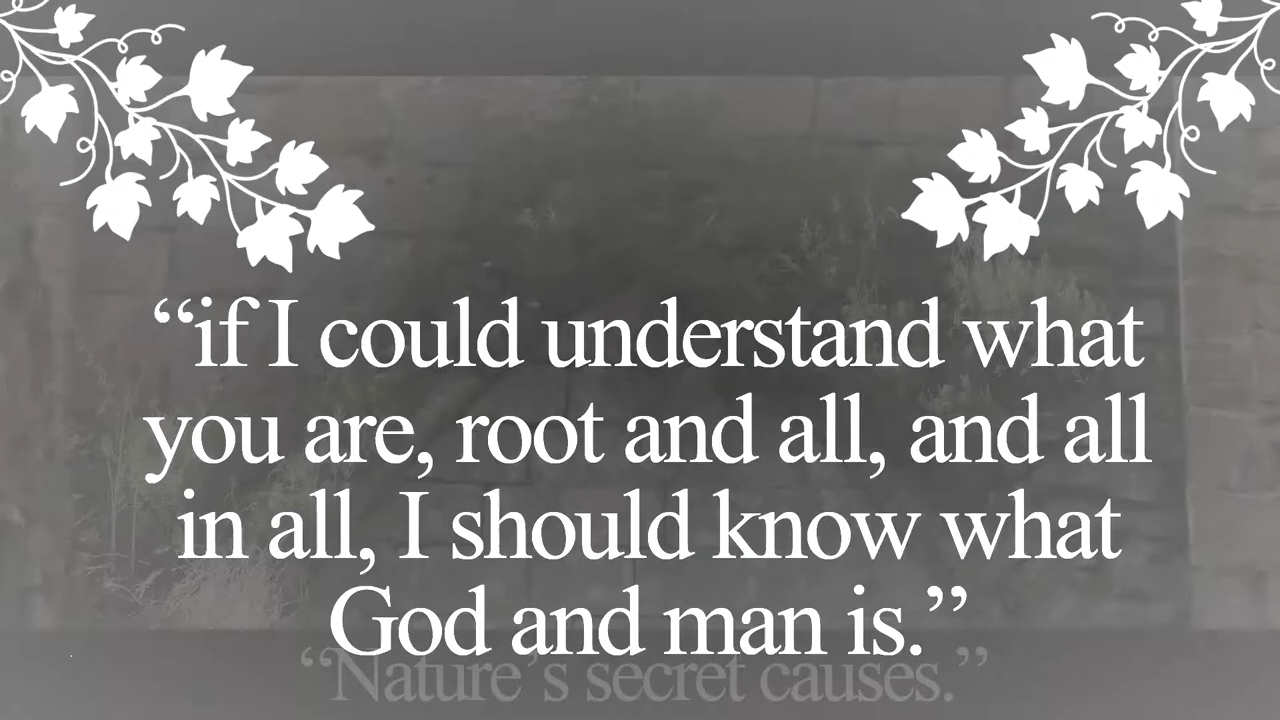 “if I could understand what
you are, root and all, and all
in all, I should know what
God and man is.”
“Nature’s secret causes.”